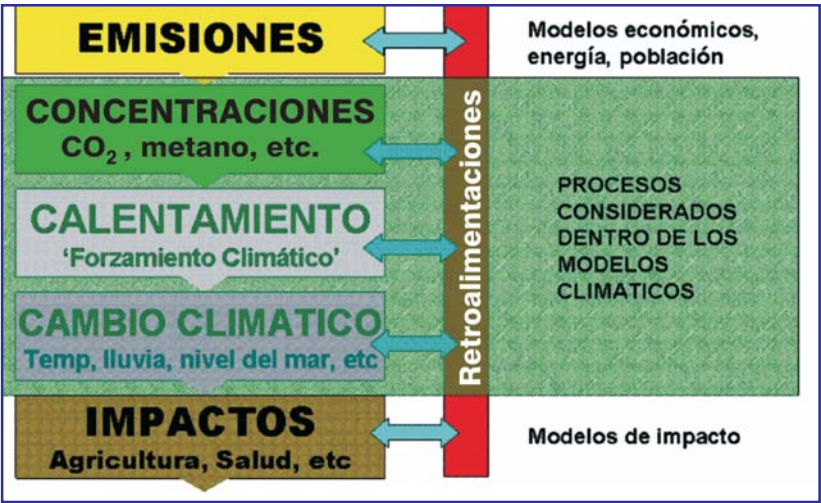 EMISIONES
Modelos económicos,
energía, población
CONCENTRACIONES
CO₂ , metano, etc.
CALENTAMIENTO
‘Forzamiento Climático’
CAMBIO CLIMATICO
Temp, lluvia, nivel del mar, etc
IMPACTOS
Agricultura, Salud, etc
Retroalimentaciones
PROCESOS
CONSIDERADOS
DENTRO DE LOS
MODELOS
CLIMATICOS
Modelos de impacto